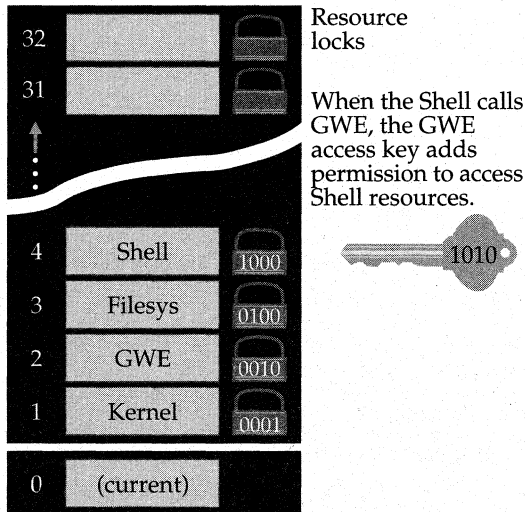 32
Resource
locks
31
When the Shell calls
GWE, the GWE
access key adds
permission to access
Shell resources.
4 Shell 1000
1010
3 Filesys 0100
2 GWE 0010
1 Kernel 0001
0 (current)